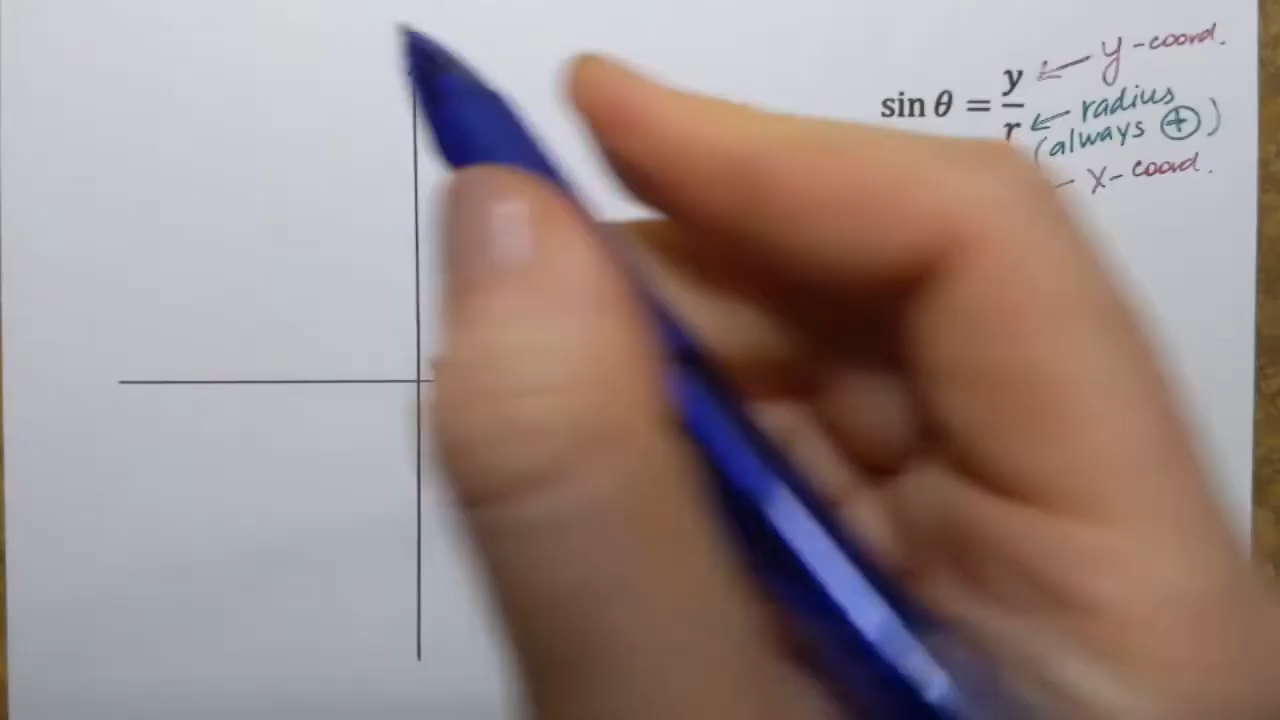 y ← y-coord.
sin θ = —
r ← radius
(always ⊕)
x-coord.